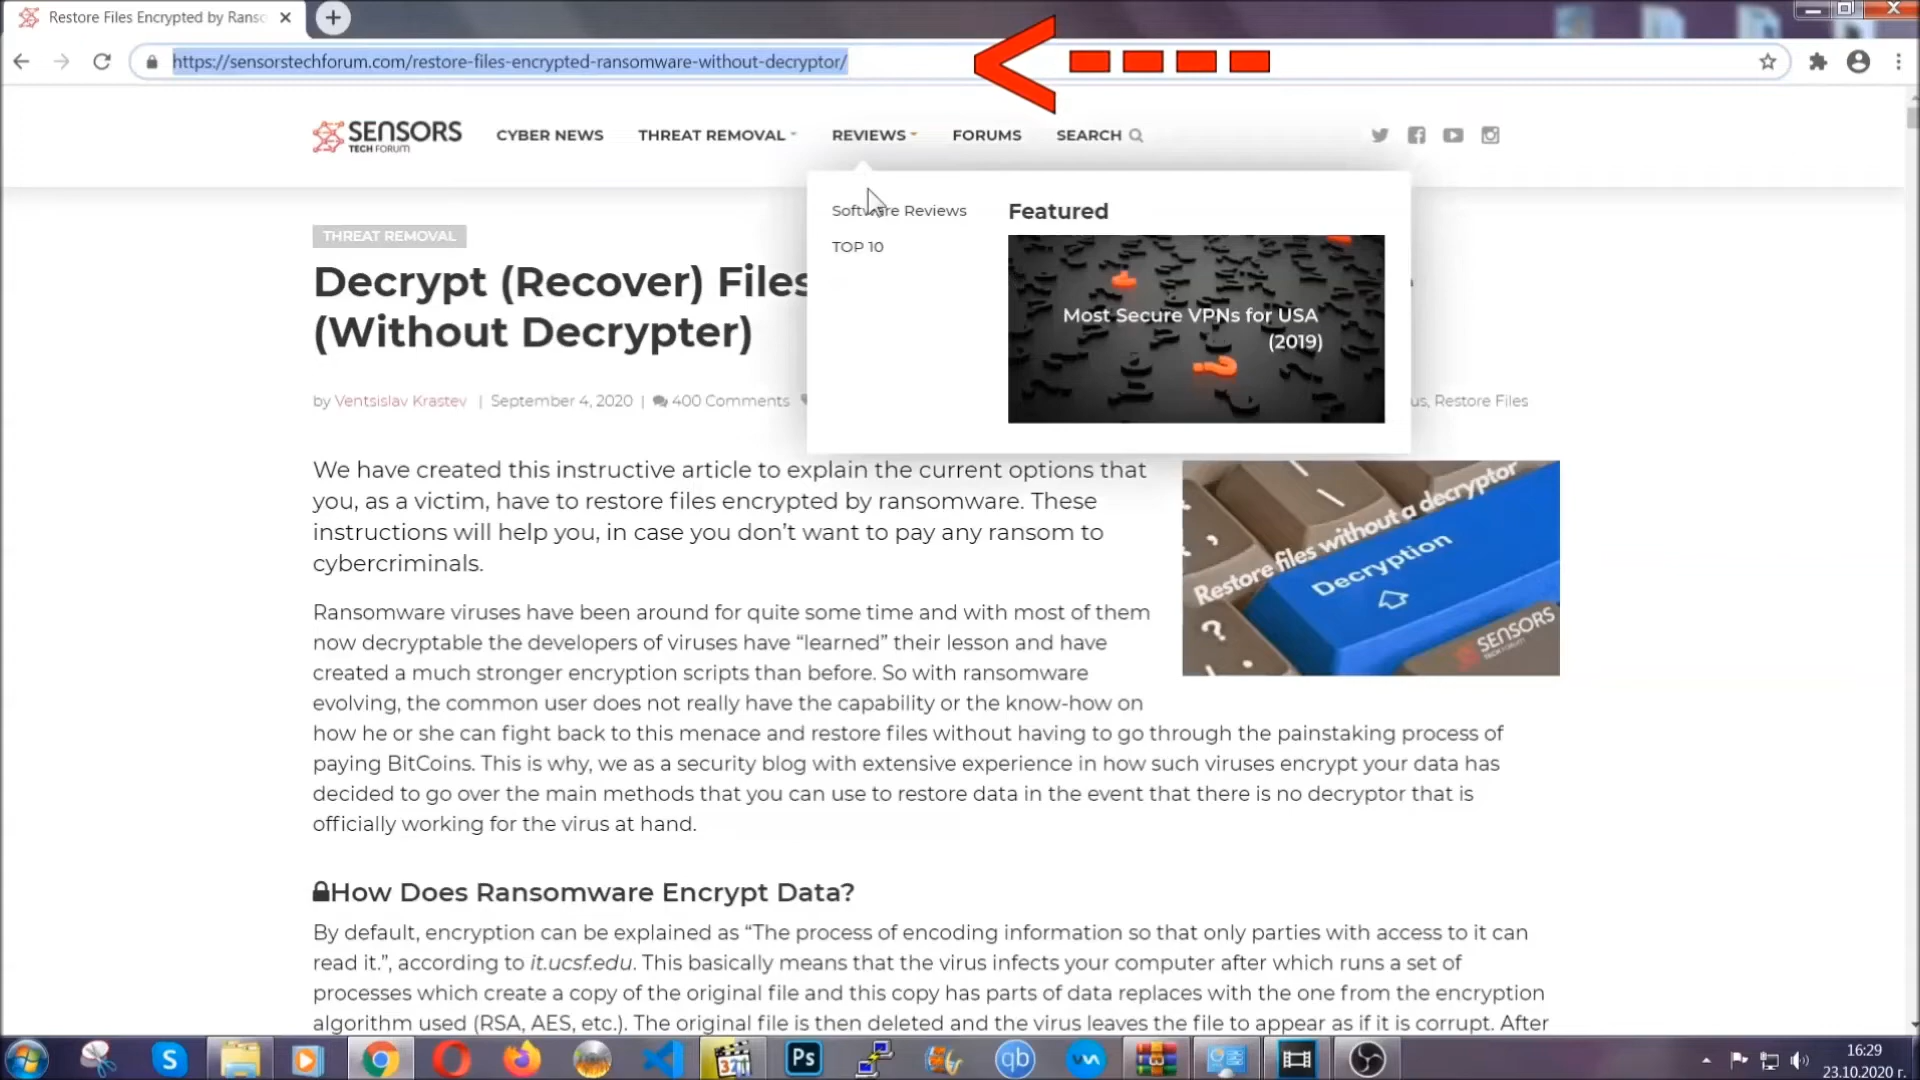 Restore Files Encrypted by Ranso
https://sensorstechforum.com/restore-files-encrypted-ransomware-without-decryptor/
SENSORS
TECH FORUM
CYBER NEWS
THREAT REMOVAL
REVIEWS
FORUMS
SEARCH
Software Reviews
TOP 10
Featured
Most Secure VPNs for USA
(2019)
THREAT REMOVAL
Decrypt (Recover) Files
(Without Decrypter)
by Ventsislav Krastev | September 4, 2020 | 400 Comments
us, Restore Files
We have created this instructive article to explain the current options that
you, as a victim, have to restore files encrypted by ransomware. These
instructions will help you, in case you don't want to pay any ransom to
cybercriminals.
Restore files without a decryptor
Decryption
SENSORS
TECH FORUM
Ransomware viruses have been around for quite some time and with most of them
now decryptable the developers of viruses have “learned” their lesson and have
created a much stronger encryption scripts than before. So with ransomware
evolving, the common user does not really have the capability or the know-how on
how he or she can fight back to this menace and restore files without having to go through the painstaking process of
paying BitCoins. This is why, we as a security blog with extensive experience in how such viruses encrypt your data has
decided to go over the main methods that you can use to restore data in the event that there is no decryptor that is
officially working for the virus at hand.
How Does Ransomware Encrypt Data?
By default, encryption can be explained as “The process of encoding information so that only parties with access to it can
read it.”, according to it.ucsf.edu. This basically means that the virus infects your computer after which runs a set of
processes which create a copy of the original file and this copy has parts of data replaces with the one from the encryption
algorithm used (RSA, AES, etc.). The original file is then deleted and the virus leaves the file to appear as if it is corrupt. After
S
321
Ps
qb
16:29
23.10.2020 г.